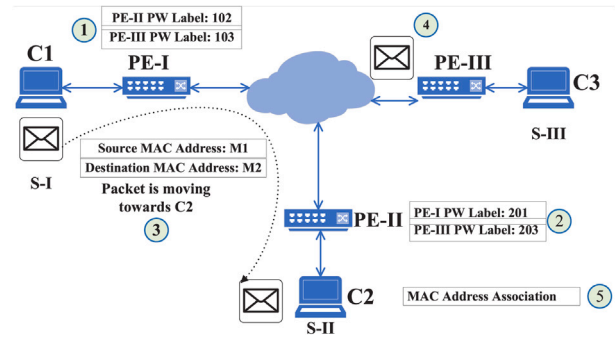 1
PE-II PW Label: 102
PE-III PW Label: 103
4
C1
PE-I
PE-III
C3
S-I
S-III
Source MAC Address: M1
Destination MAC Address: M2
Packet is moving
towards C2
3
PE-II
PE-I PW Label: 201
PE-III PW Label: 203
2
C2
S-II
MAC Address Association
5